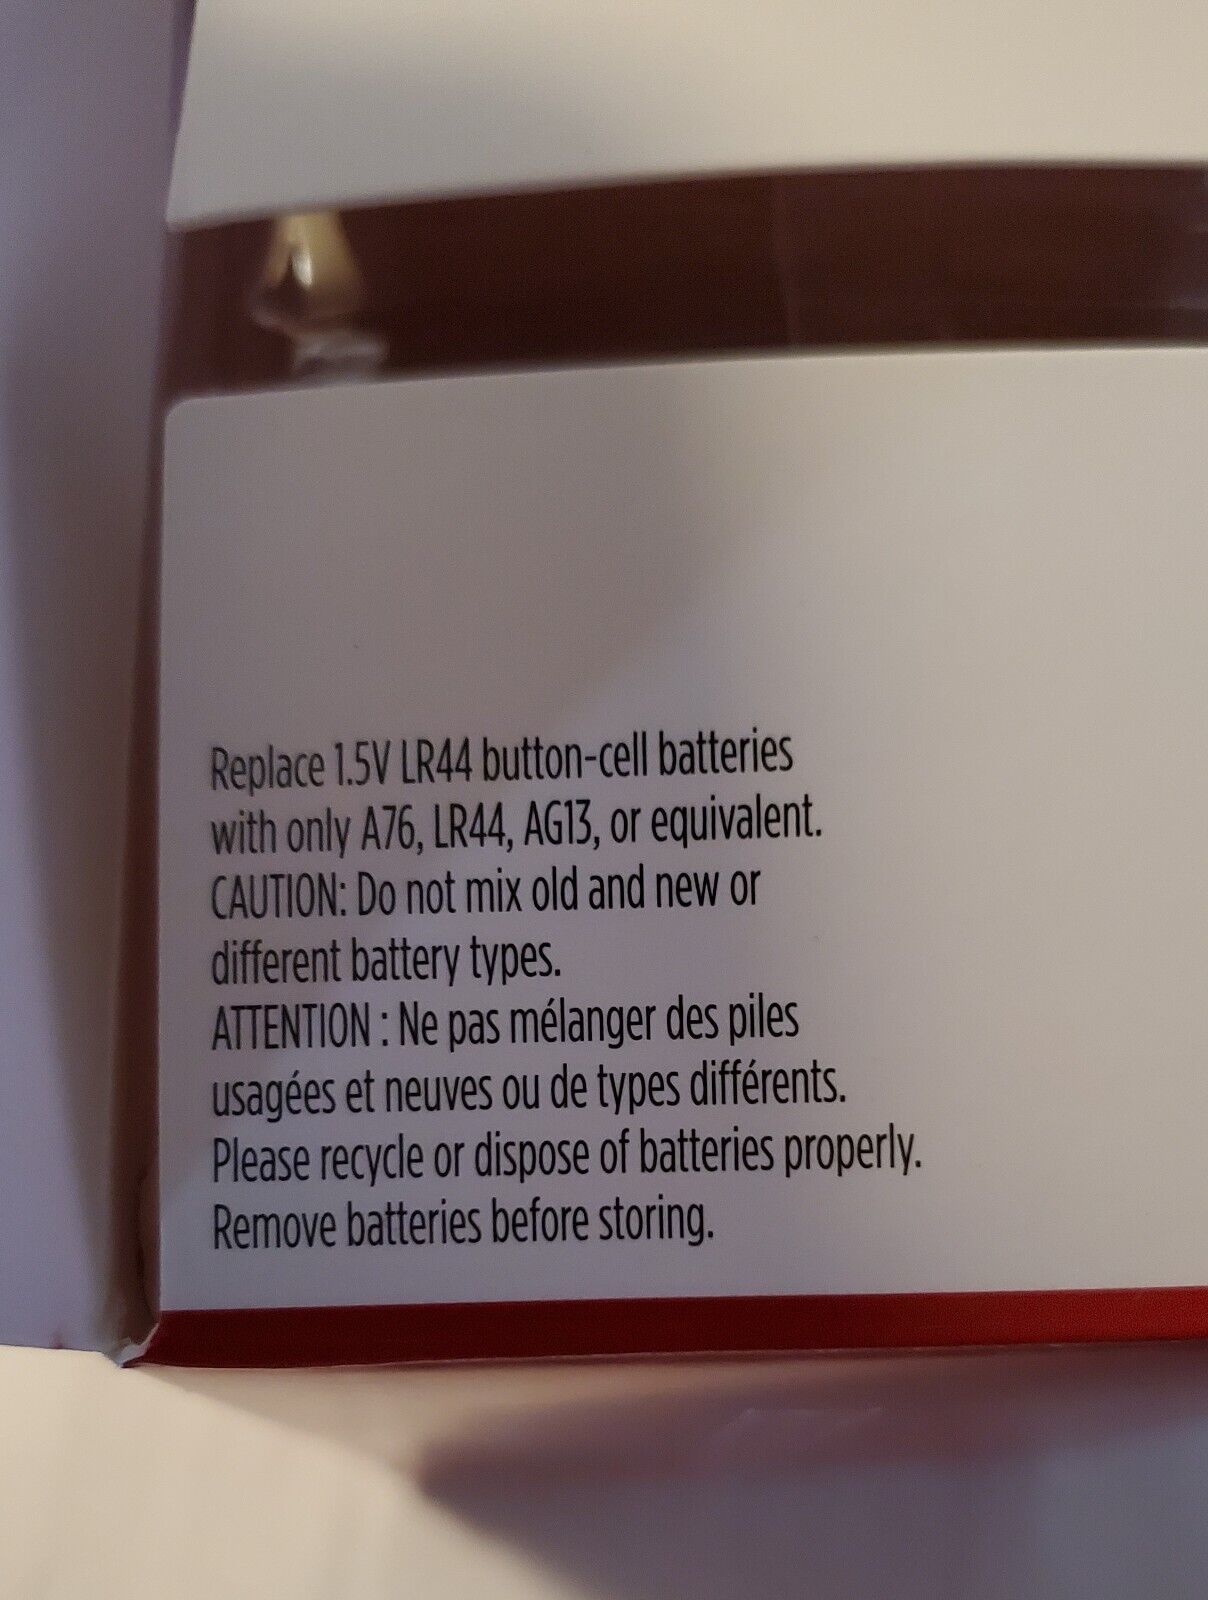 Replace 1.5V LR44 button-cell batteries
with only A76, LR44, AG13, or equivalent.
CAUTION: Do not mix old and new or
different battery types.
ATTENTION : Ne pas mélanger des piles
usagées et neuves ou de types différents.
Please recycle or dispose of batteries properly.
Remove batteries before storing.